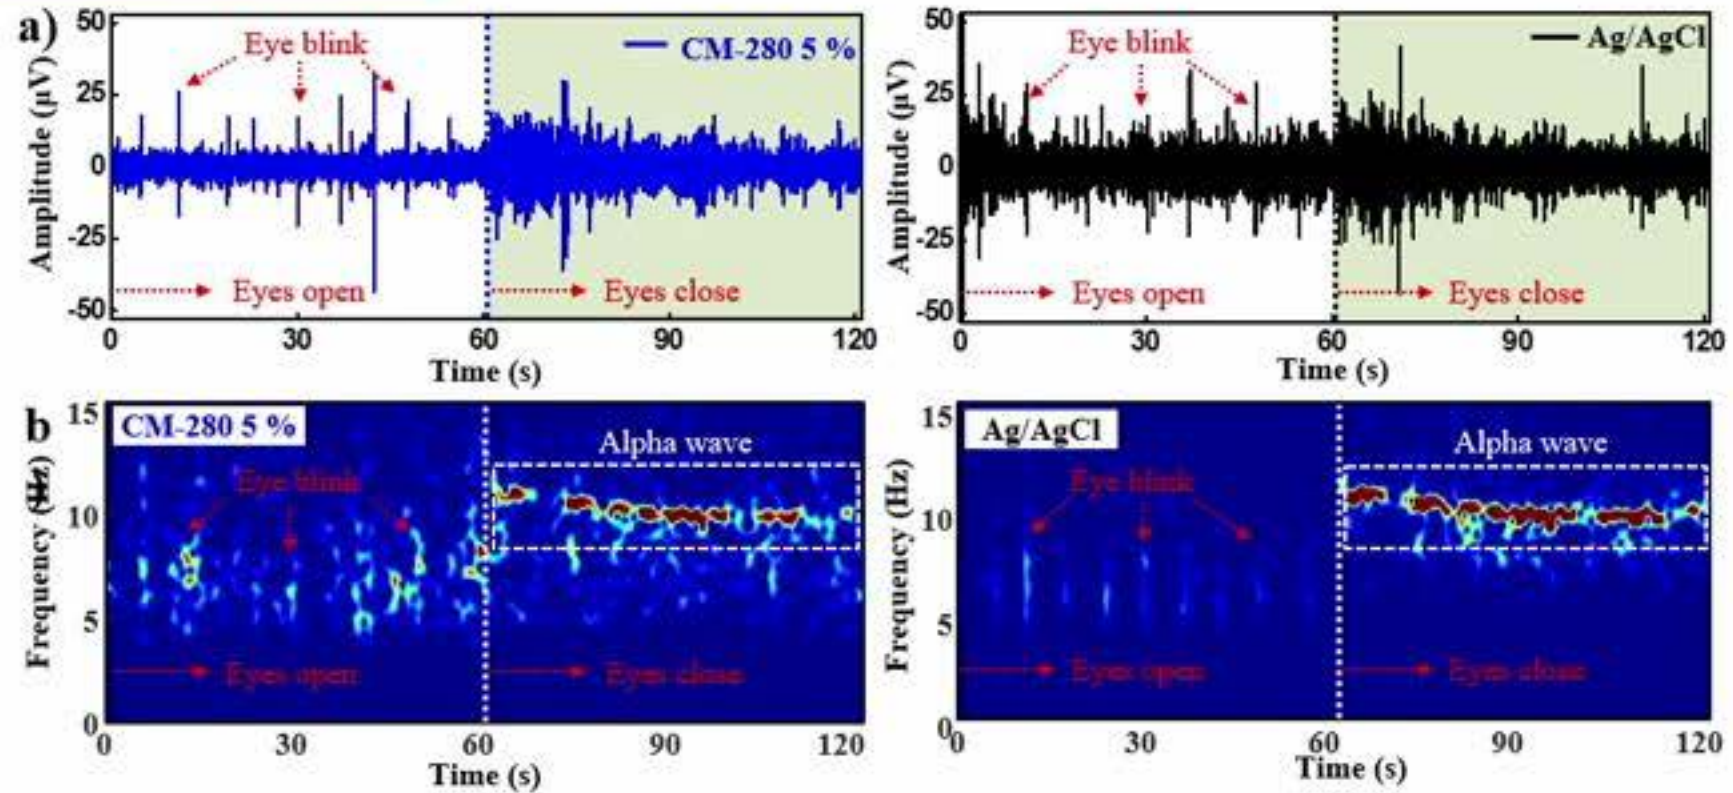 a)
Amplitude (μV)
50
25
0
-25
-50
Eye blink
CM-280 5 %
Eyes open
Eyes close
0 30 60 90 120
Time (s)
Amplitude (μV)
50
25
0
-25
-50
Eye blink
Ag/AgCl
Eyes open
Eyes close
0 30 60 90 120
Time (s)
b
Frequency (Hz)
15
10
5
0
CM-280 5 %
Alpha wave
Eye blink
Eyes open
Eyes close
0 30 60 90 120
Time (s)
Frequency (Hz)
15
10
5
0
Ag/AgCl
Alpha wave
Eye blink
Eyes open
Eyes close
0 30 60 90 120
Time (s)